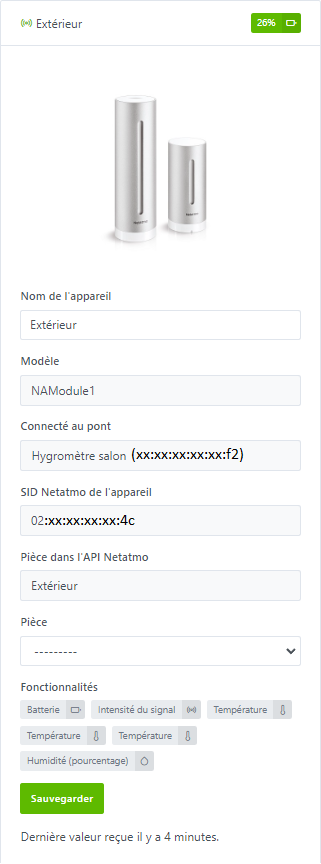 Extérieur 26%
Nom de l'appareil
Extérieur
Modèle
NAModule1
Connecté au pont
Hygromètre salon (xx:xx:xx:xx:xx:f2)
SID Netatmo de l'appareil
02:xx:xx:xx:xx:4c
Pièce dans l'API Netatmo
Extérieur
Pièce
---------
Fonctionnalités
Batterie Intensité du signal Température
Température Température
Humidité (pourcentage)
Sauvegarder
Dernière valeur reçue il y a 4 minutes.